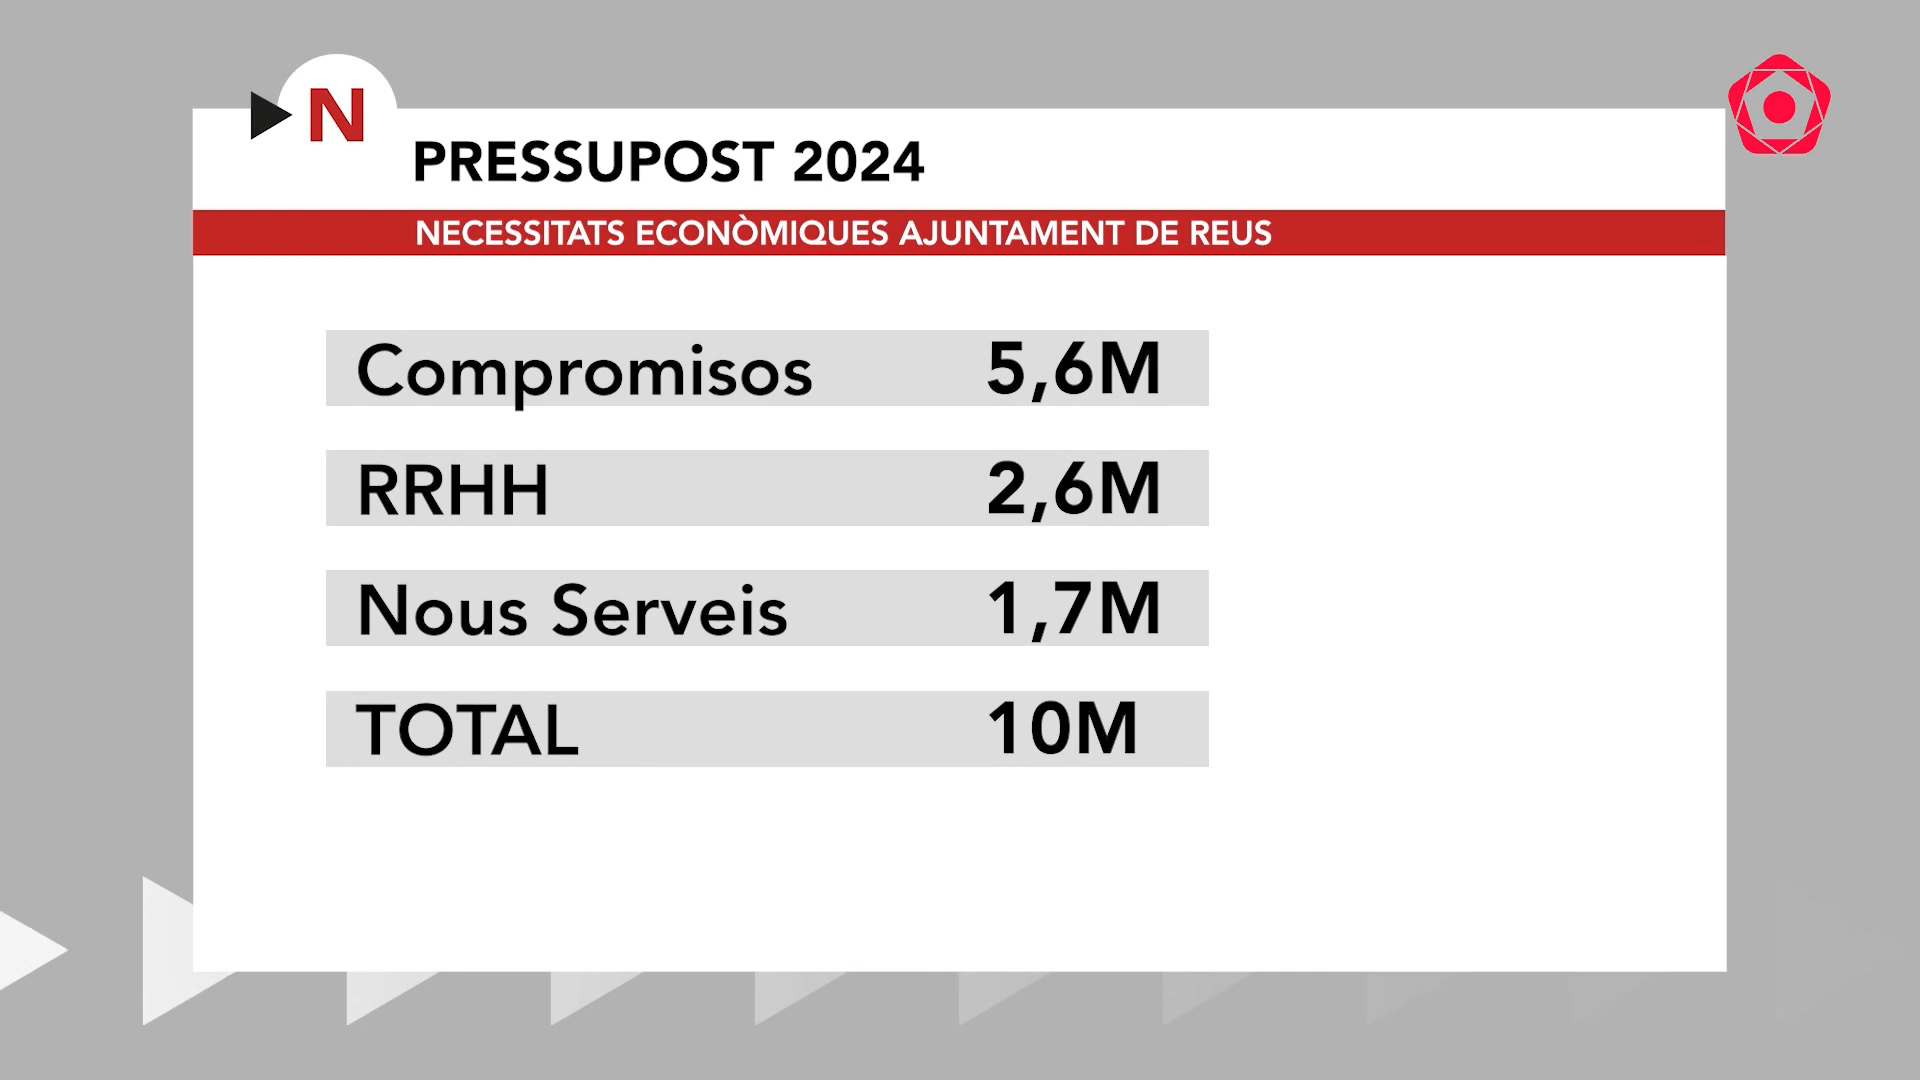 N
PRESSUPOST 2024
NECESSITATS ECONÒMIQUES AJUNTAMENT DE REUS
Compromisos 5,6M
RRHH 2,6M
Nous Serveis 1,7M
TOTAL 10M